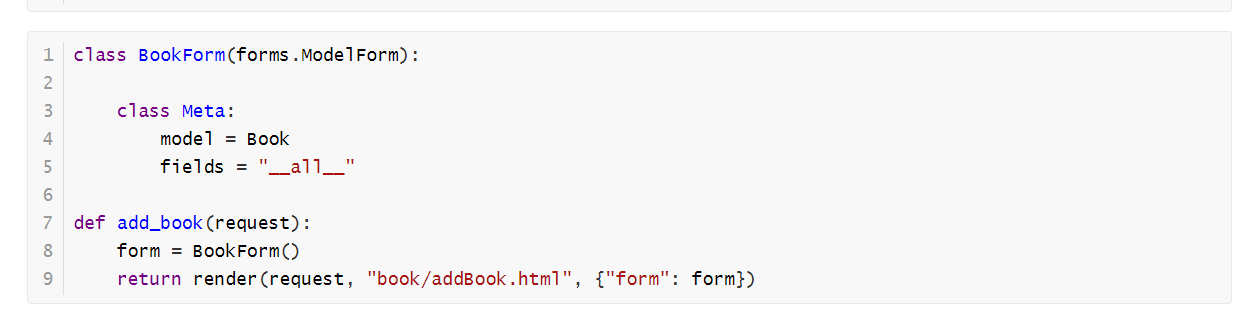 1 class BookForm(forms.ModelForm):
2
3     class Meta:
4         model = Book
5         fields = "__all__"
6
7 def add_book(request):
8     form = BookForm()
9     return render(request, "book/addBook.html", {"form": form})